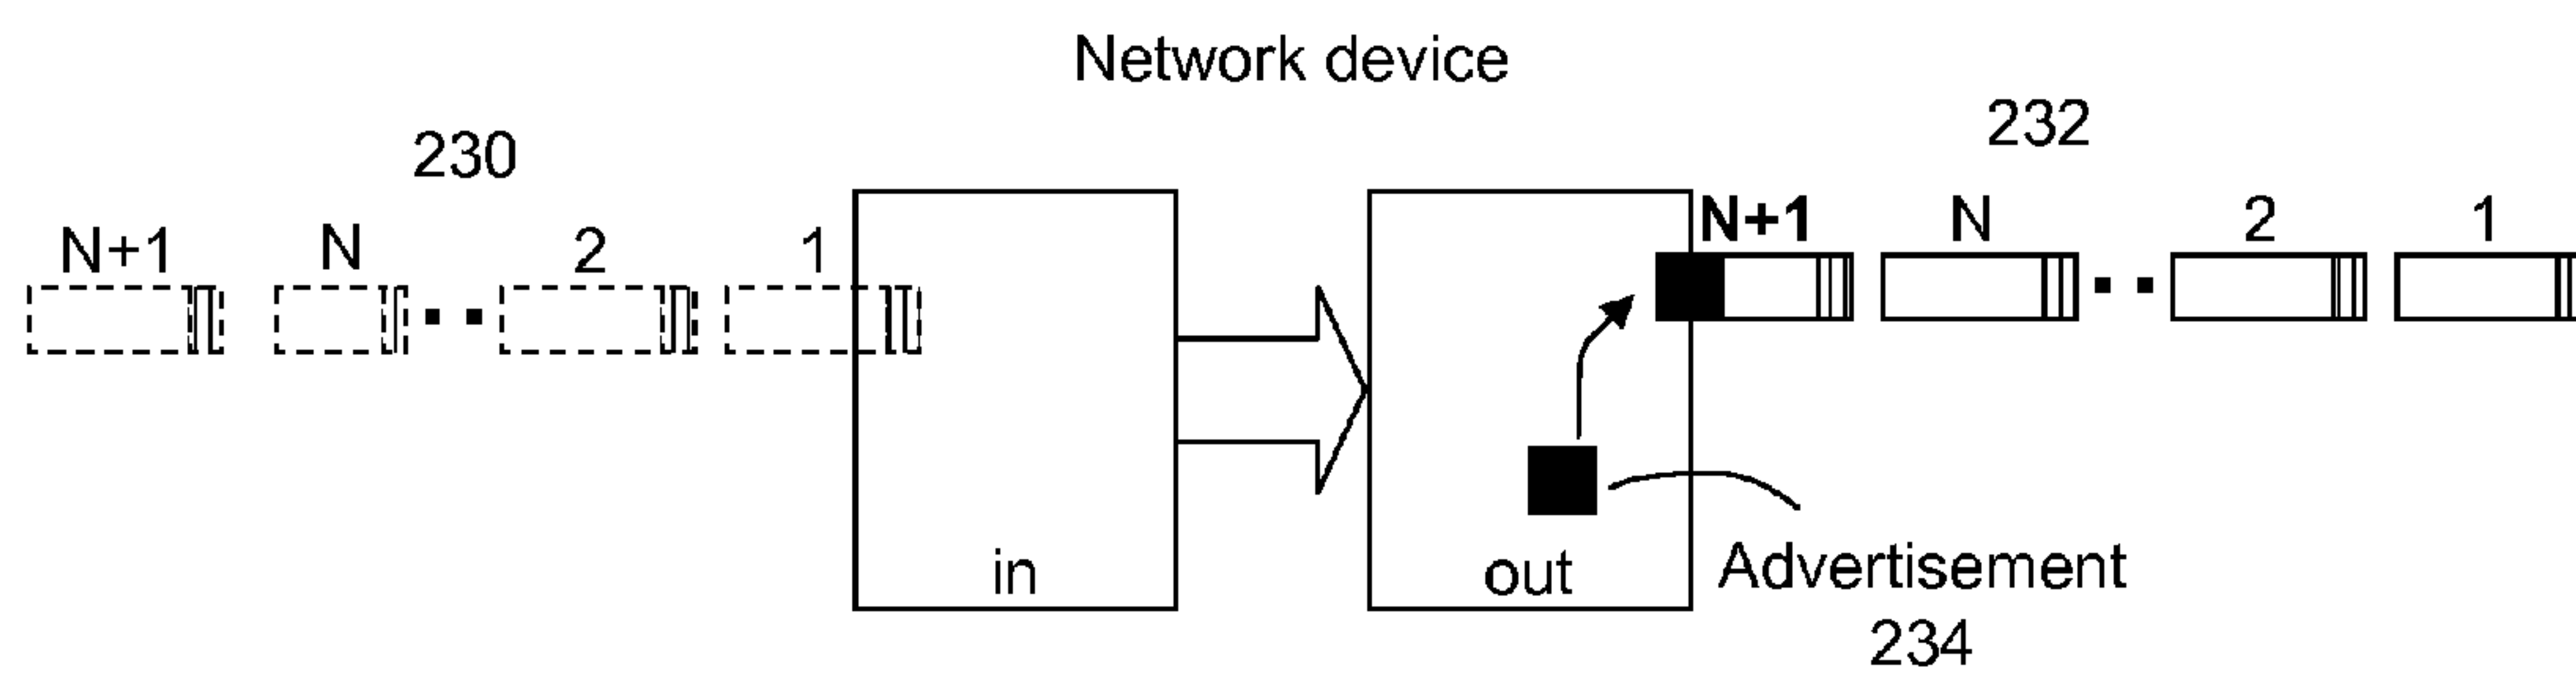 Network device
230
232
N+1 N 2 1
N+1 N 2 1
in
out
Advertisement
234